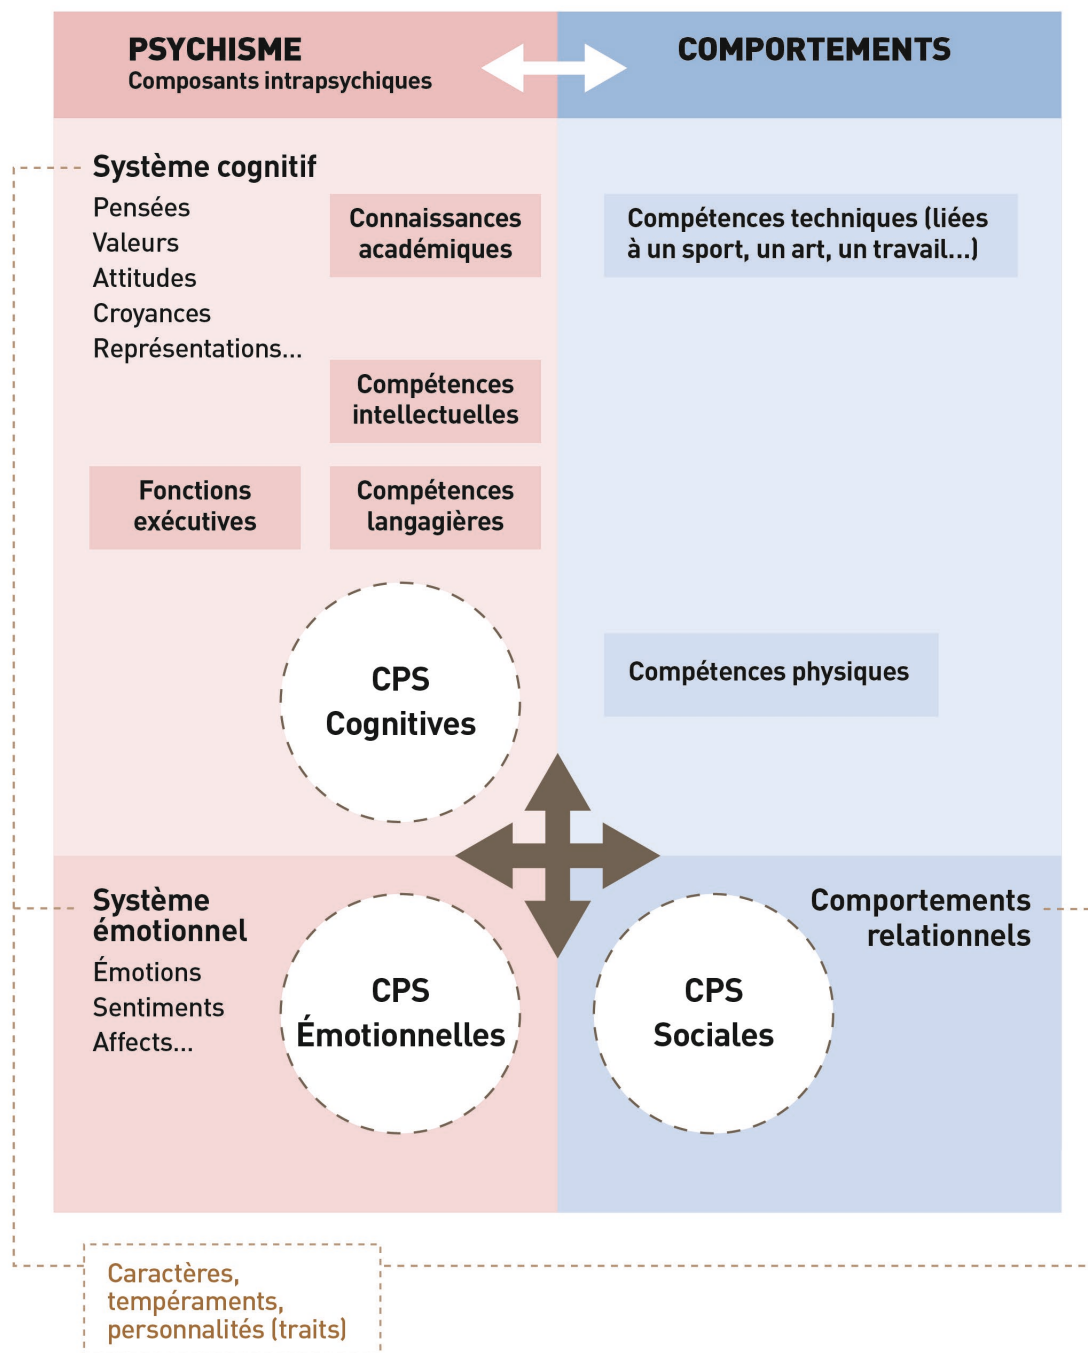 PSYCHISME
Composants intrapsychiques
COMPORTEMENTS
Système cognitif
Pensées
Valeurs
Attitudes
Croyances
Représentations...
Connaissances
académiques
Compétences techniques (liées
à un sport, un art, un travail...)
Compétences
intellectuelles
Fonctions
exécutives
Compétences
langagières
CPS
Cognitives
Compétences physiques
Système
émotionnel
Émotions
Sentiments
Affects...
CPS
Émotionnelles
CPS
Sociales
Comportements
relationnels
Caractères,
tempéraments,
personnalités (traits)